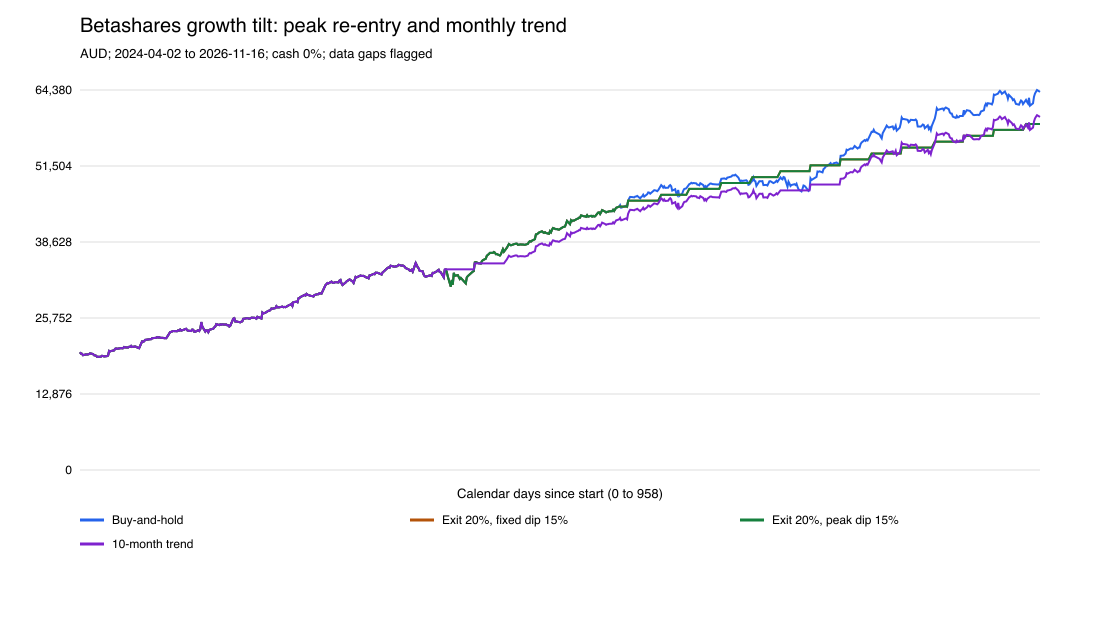 Betashares growth tilt: peak re-entry and monthly trend
AUD; 2024-04-02 to 2026-11-16; cash 0%; data gaps flagged
64,380
51,504
38,628
25,752
12,876
0
Calendar days since start (0 to 958)
Buy-and-hold
Exit 20%, fixed dip 15%
Exit 20%, peak dip 15%
10-month trend